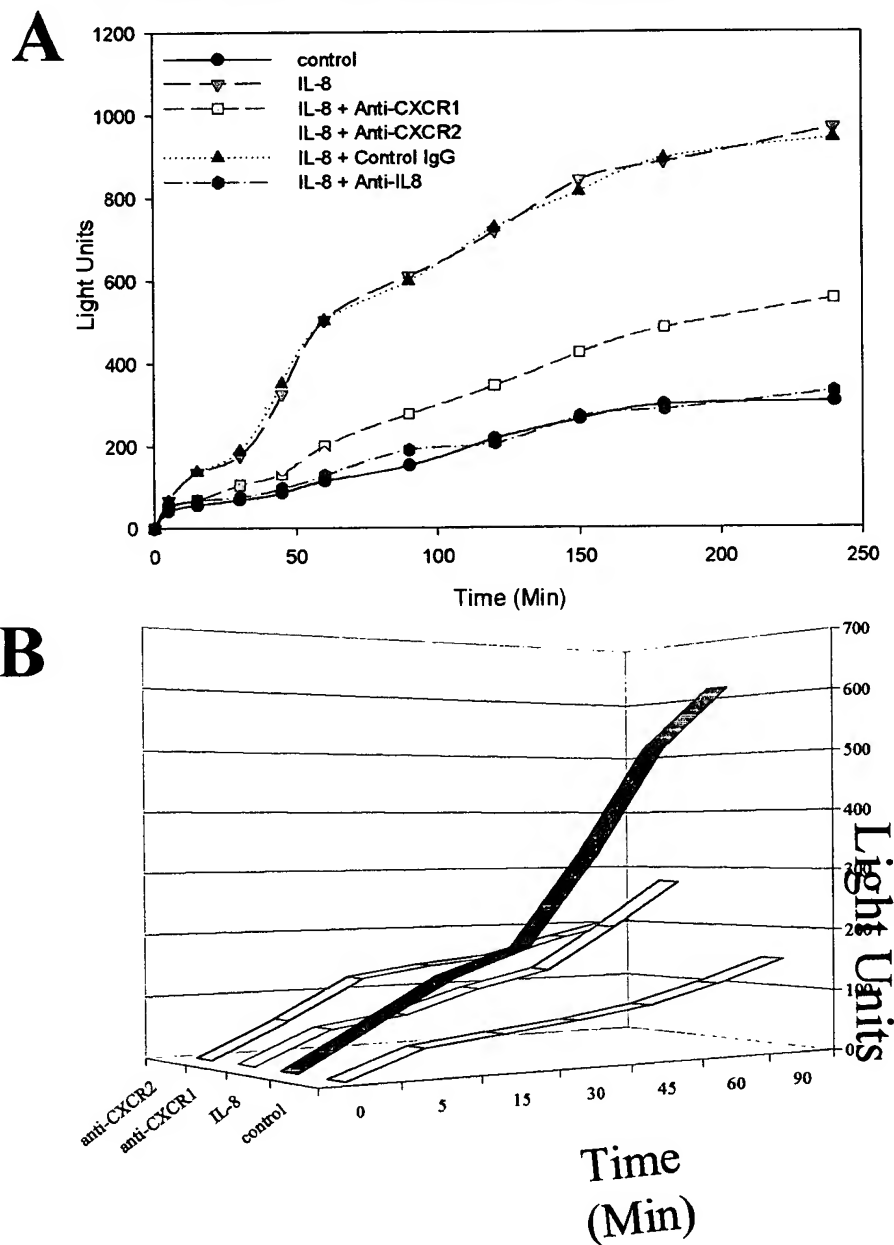 A
1200
1000
800
600
400
200
0
Light Units
control
IL-8
IL-8 + Anti-CXCR1
IL-8 + Anti-CXCR2
IL-8 + Control IgG
IL-8 + Anti-IL8
0 50 100 150 200 250
Time (Min)
B
700
600
500
400
300
200
100
0
Light Units
anti-CXCR2
anti-CXCR1
IL-8
control
0 5 15 30 45 60 90
Time
(Min)